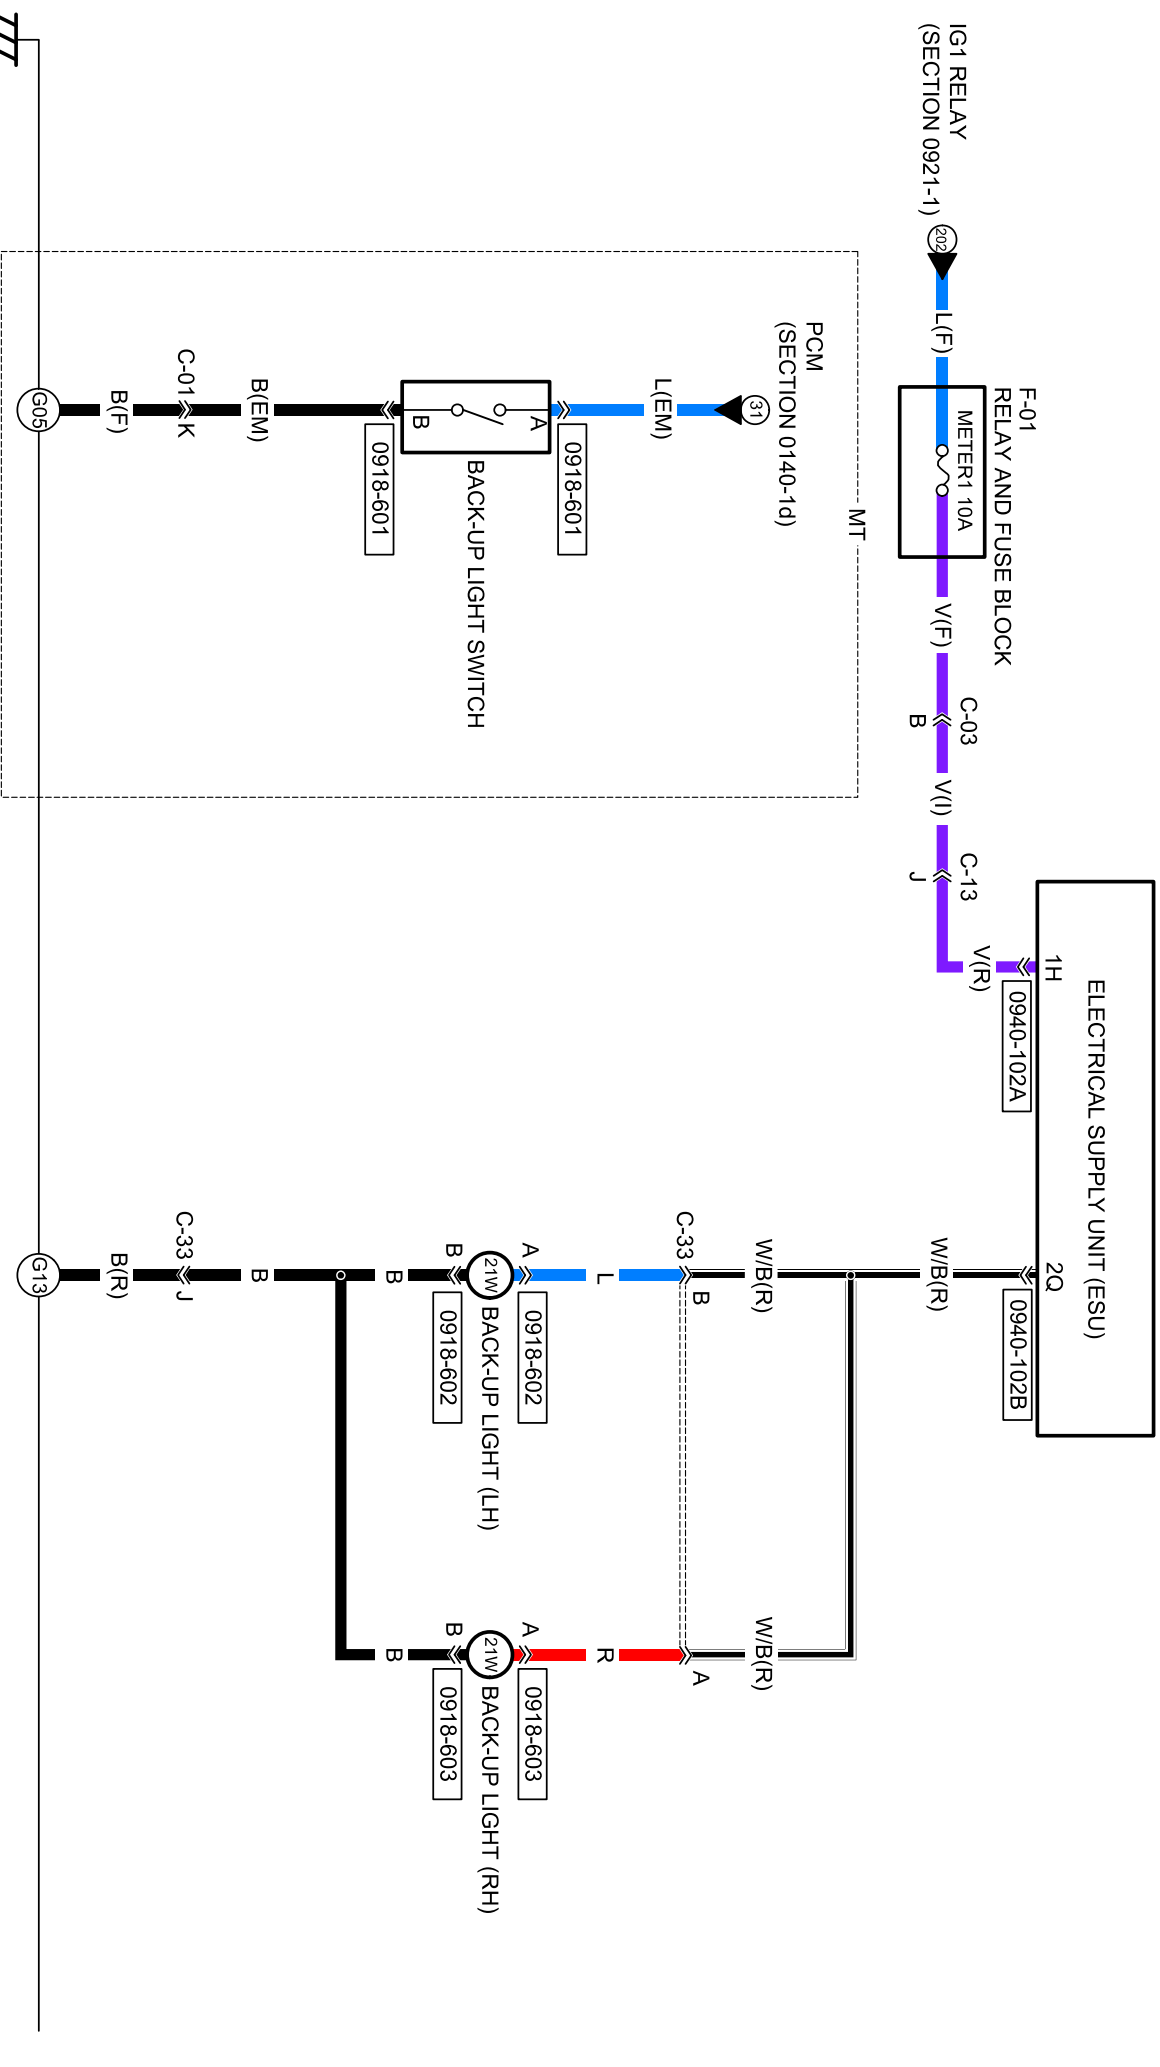 IG1 RELAY
(SECTION 0921-1)
202
L(F)
F-01
RELAY AND FUSE BLOCK
METER1 10A
V(F)
C-03
B
V(I)
C-13
J
V(R)
1H
0940-102A
ELECTRICAL SUPPLY UNIT (ESU)
2Q
0940-102B
W/B(R)
MT
PCM
(SECTION 0140-1d)
31
L(EM)
A
0918-601
BACK-UP LIGHT SWITCH
B
0918-601
B(EM)
C-01
K
B(F)
G05
W/B(R)
W/B(R)
C-33
B
A
L
R
A
0918-602
A
0918-603
21W
BACK-UP LIGHT (LH)
21W
BACK-UP LIGHT (RH)
B
0918-602
B
0918-603
B
B
B
C-33
J
B(R)
G13